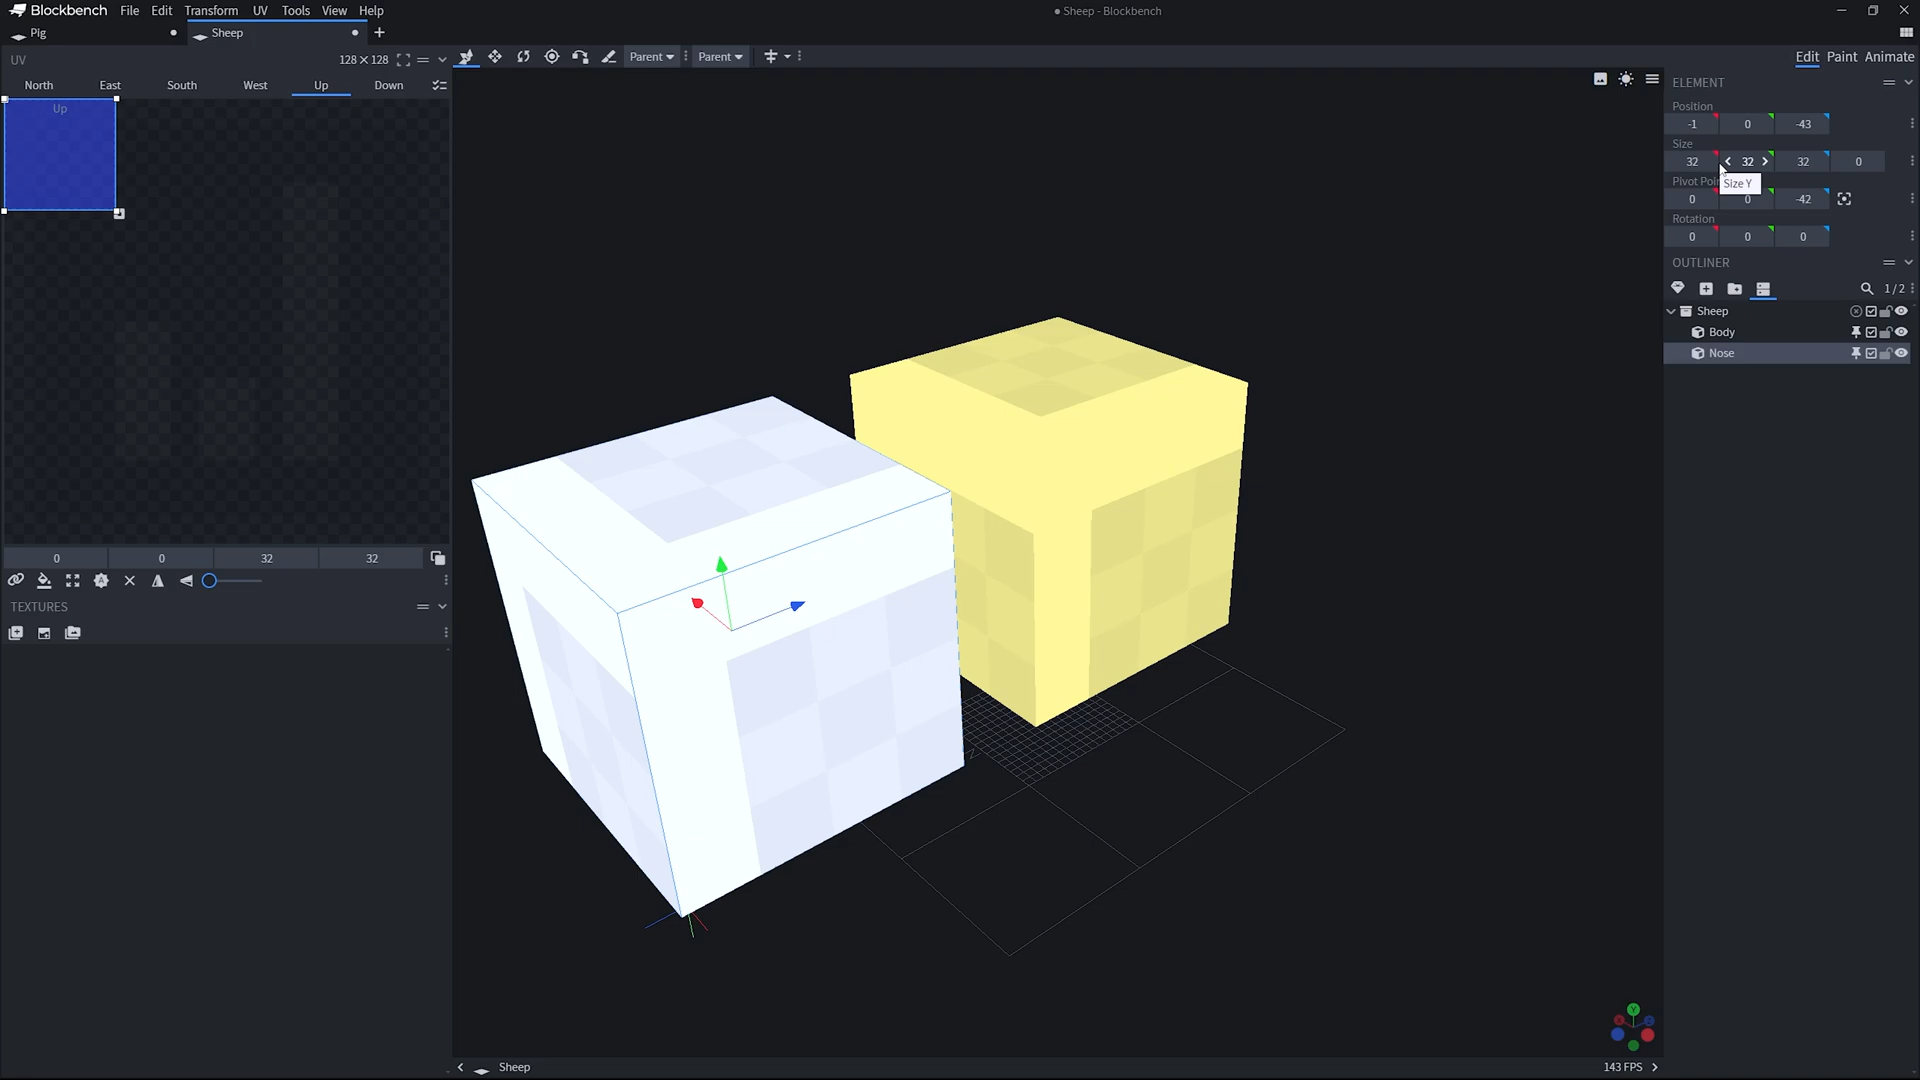 Blockbench File Edit Transform UV Tools View Help
● Sheep - Blockbench
Pig
Sheep
UV
128 × 128
Parent
Parent
Edit Paint Animate
North East South West Up Down
Up
ELEMENT
Position
-1 0 -43
Size
32 32 32 0
Size Y
Pivot Poi
0 0 -42
Rotation
0 0 0
OUTLINER
1/2
Sheep
Body
Nose
0 0 32 32
TEXTURES
Sheep
143 FPS